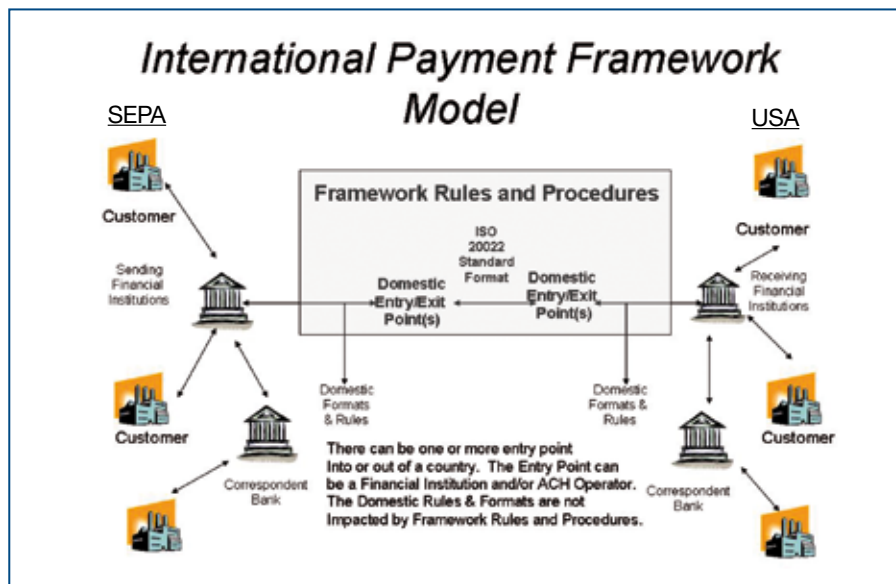 International Payment Framework
Model
SEPA
USA
Customer
Framework Rules and Procedures
Customer
ISO
20022
Standard
Format
Sending
Financial
Institutions
Domestic
Entry/Exit
Point(s)
Domestic
Entry/Exit
Point(s)
Receiving
Financial
Institutions
Domestic
Formats
& Rules
Domestic
Formats &
Rules
Customer
Customer
Correspondent
Bank
There can be one or more entry point
Into or out of a country. The Entry Point can
be a Financial Institution and/or ACH Operator.
The Domestic Rules & Formats are not
Impacted by Framework Rules and Procedures.
Correspondent
Bank